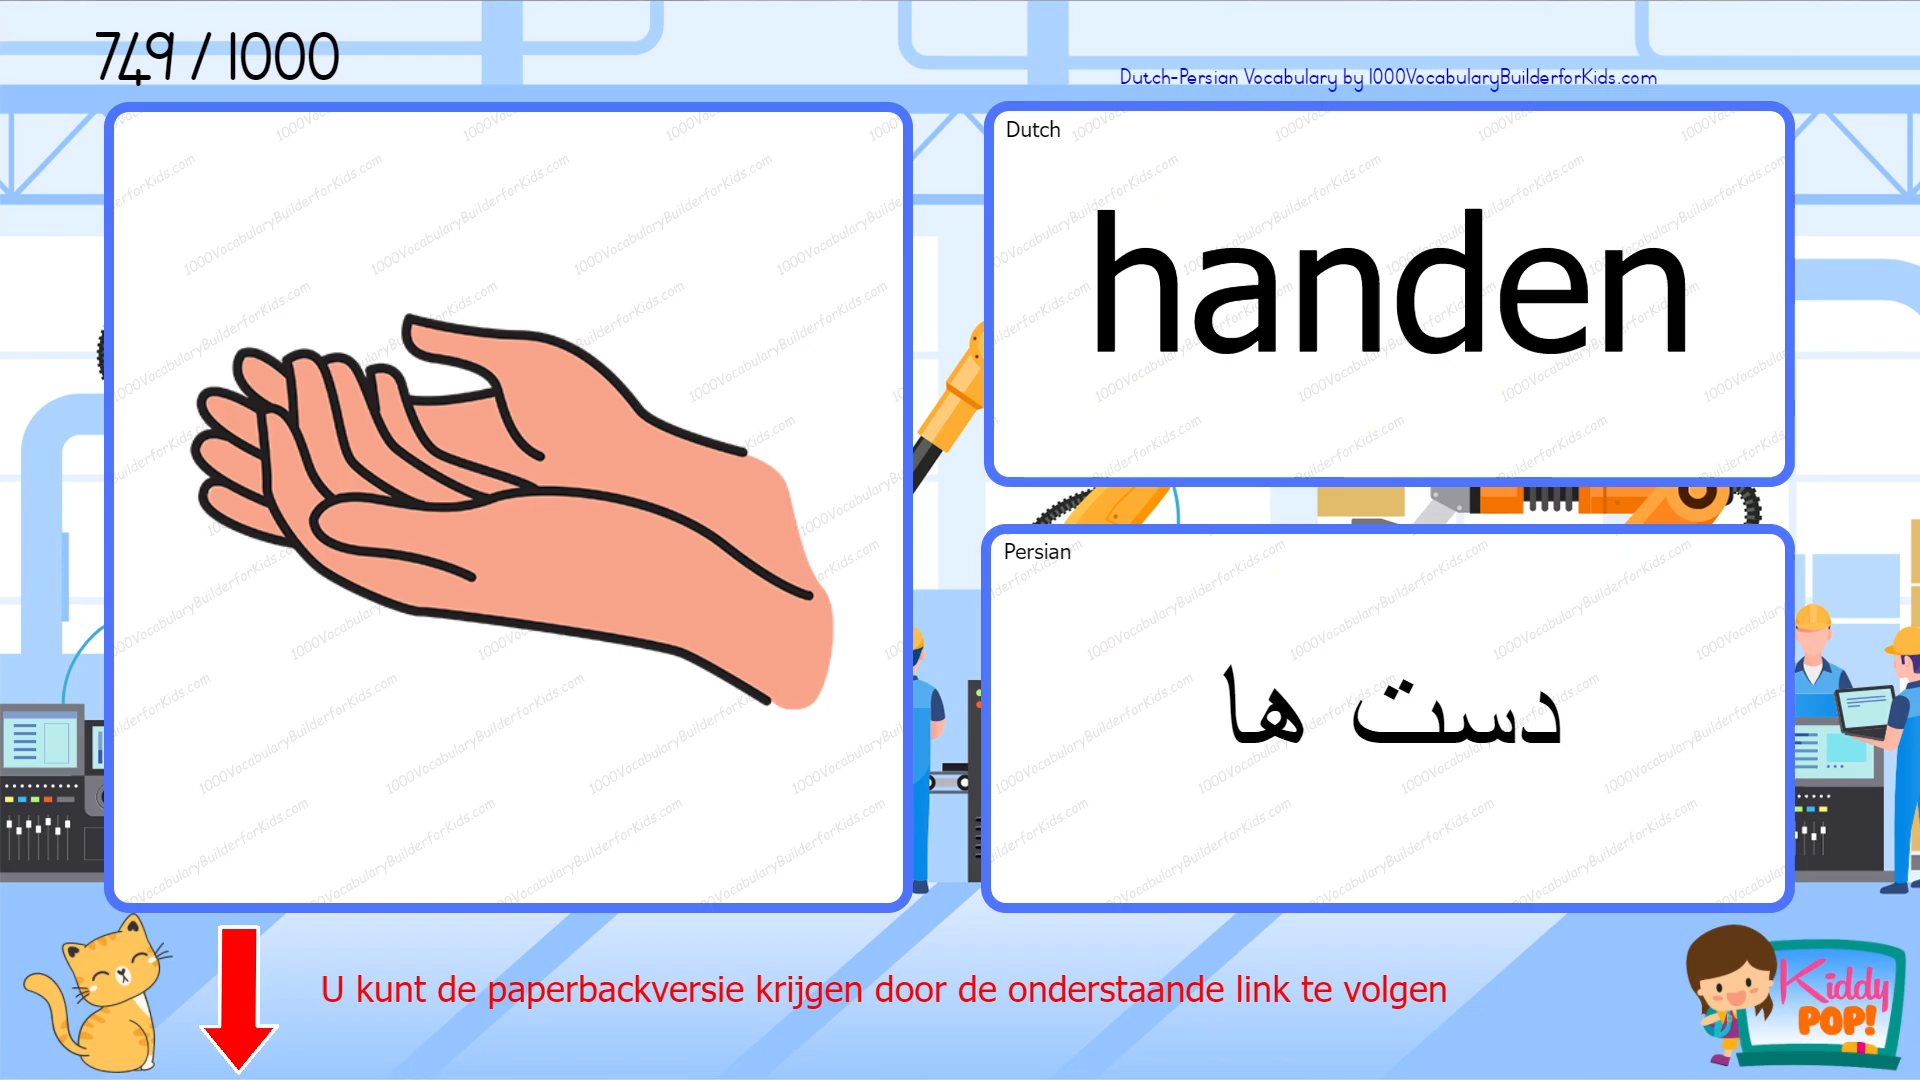 749 / 1000
Dutch-Persian Vocabulary by 1000VocabularyBuilderforKids.com
Dutch
handen
Persian
دست ها
U kunt de paperbackversie krijgen door de onderstaande link te volgen
Kiddy
POP!